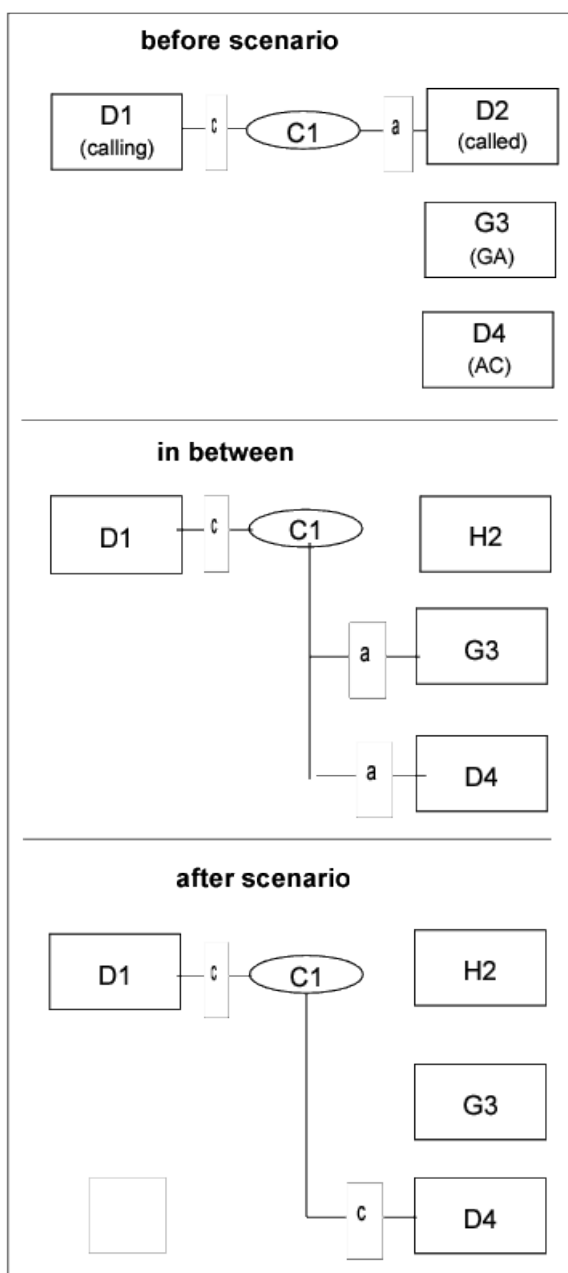 before scenario
D1 c C1 a D2
(calling) (called)
G3
(GA)
D4
(AC)
in between
D1 c C1 H2
a G3
a D4
after scenario
D1 c C1 H2
G3
c D4